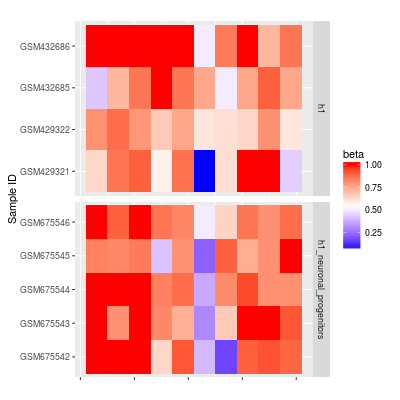 GSM432686
GSM432685
GSM429322
GSM429321
h1
GSM675546
GSM675545
GSM675544
GSM675543
GSM675542
h1_neuronal_progenitors
Sample ID
beta
1.00
0.75
0.50
0.25